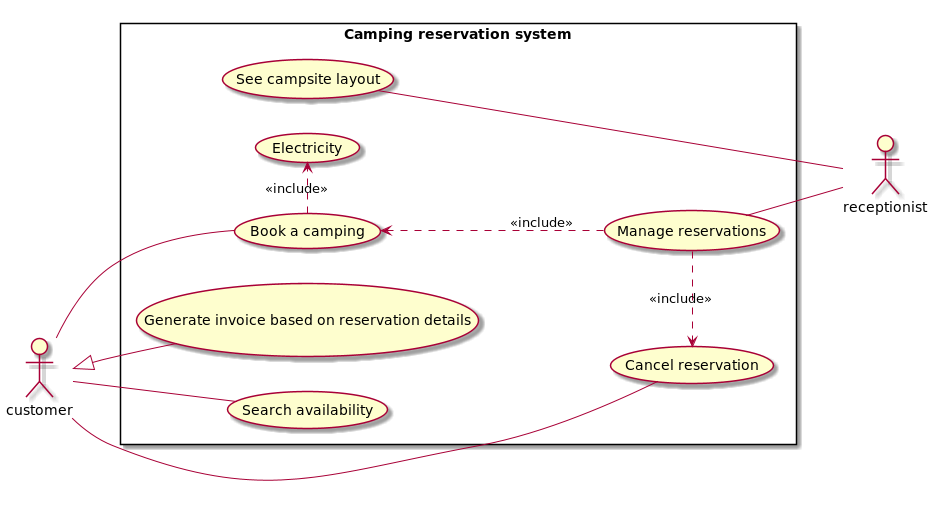 Camping reservation system
See campsite layout
Electricity
«include»
Book a camping
«include»
Manage reservations
receptionist
«include»
Generate invoice based on reservation details
Cancel reservation
Search availability
customer